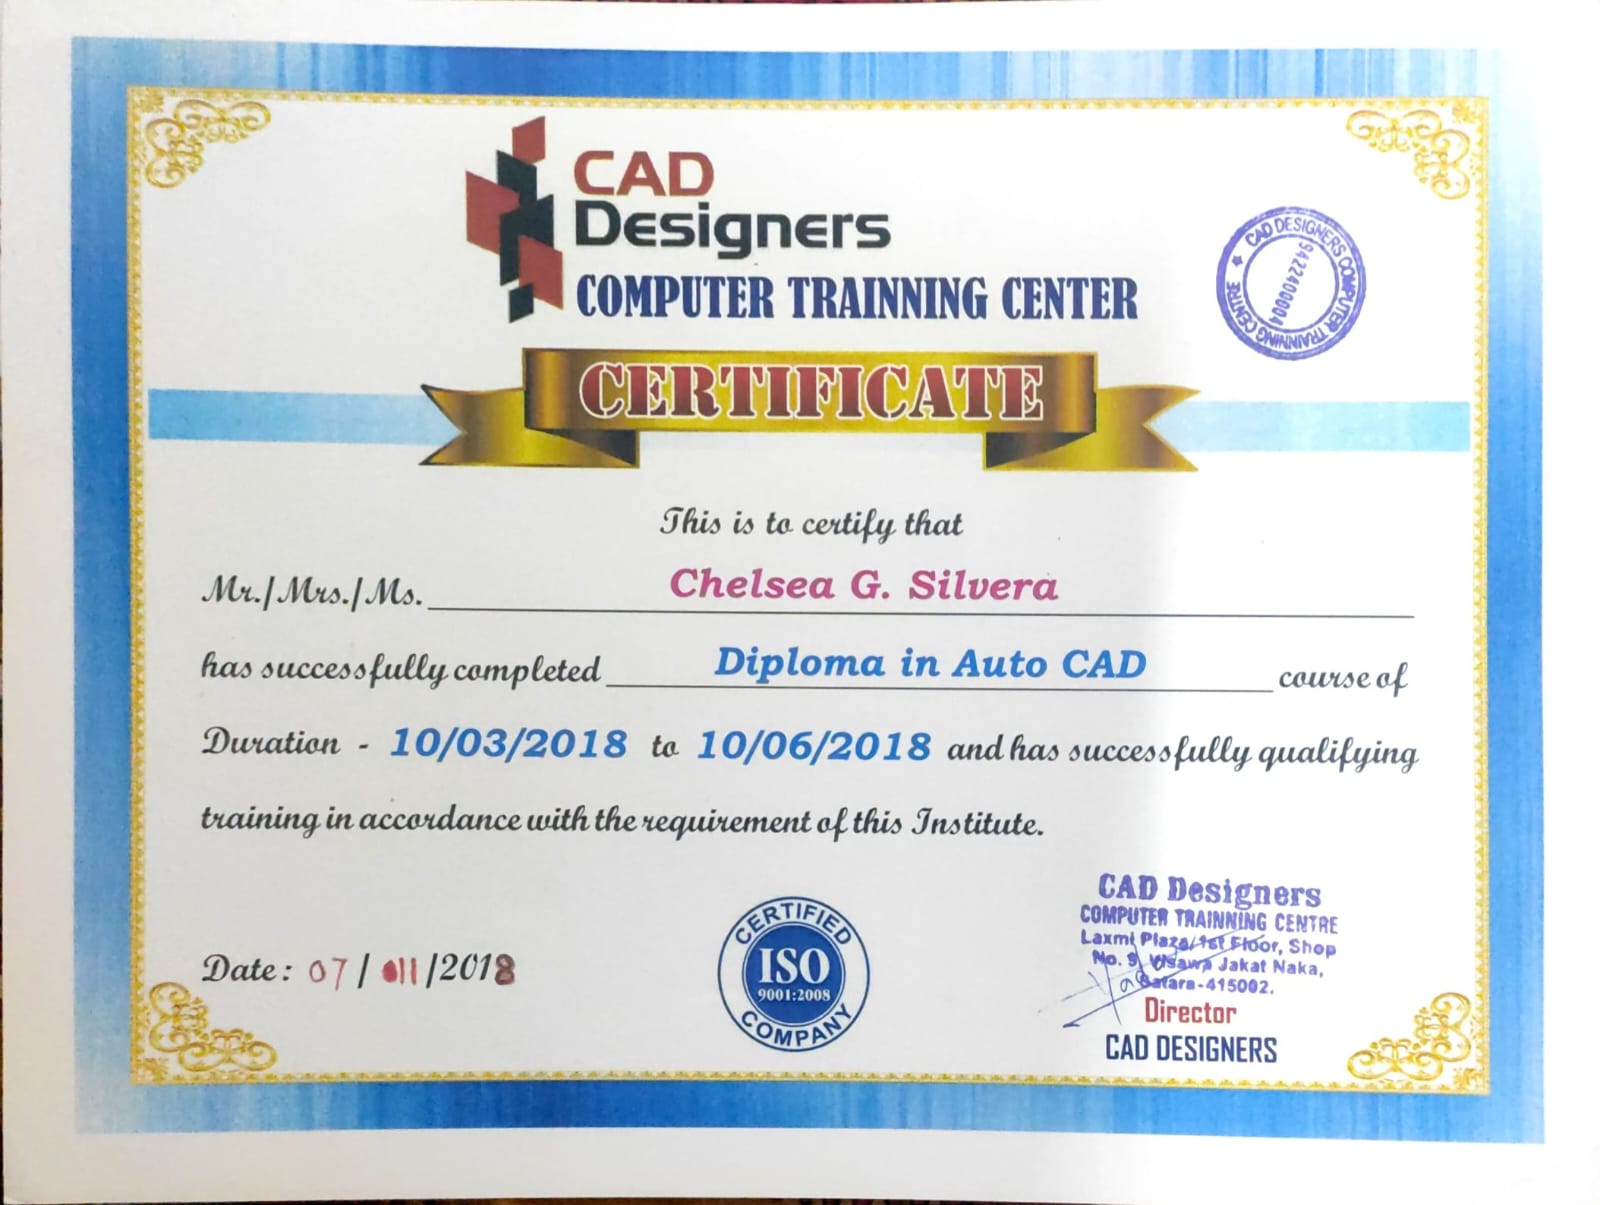 CAD
Designers
COMPUTER TRAINNING CENTER
CAD DESIGNERS COMPUTER TRAINING CENTRE
9422400004
CERTIFICATE
This is to certify that
Mr./Mrs./Ms. Chelsea G. Silvera
has successfully completed Diploma in Auto CAD course of
Duration - 10/03/2018 to 10/06/2018 and has successfully qualifying
training in accordance with the requirement of this Institute.
Date: 07/ 11/2018
CERTIFIED
ISO
9001:2008
COMPANY
CAD Designers
COMPUTER TRAINNING CENTRE
Laxmi Plaza/1st Floor, Shop
No. 9, Visawa Jakat Naka,
Satara-415002.
Director
CAD DESIGNERS